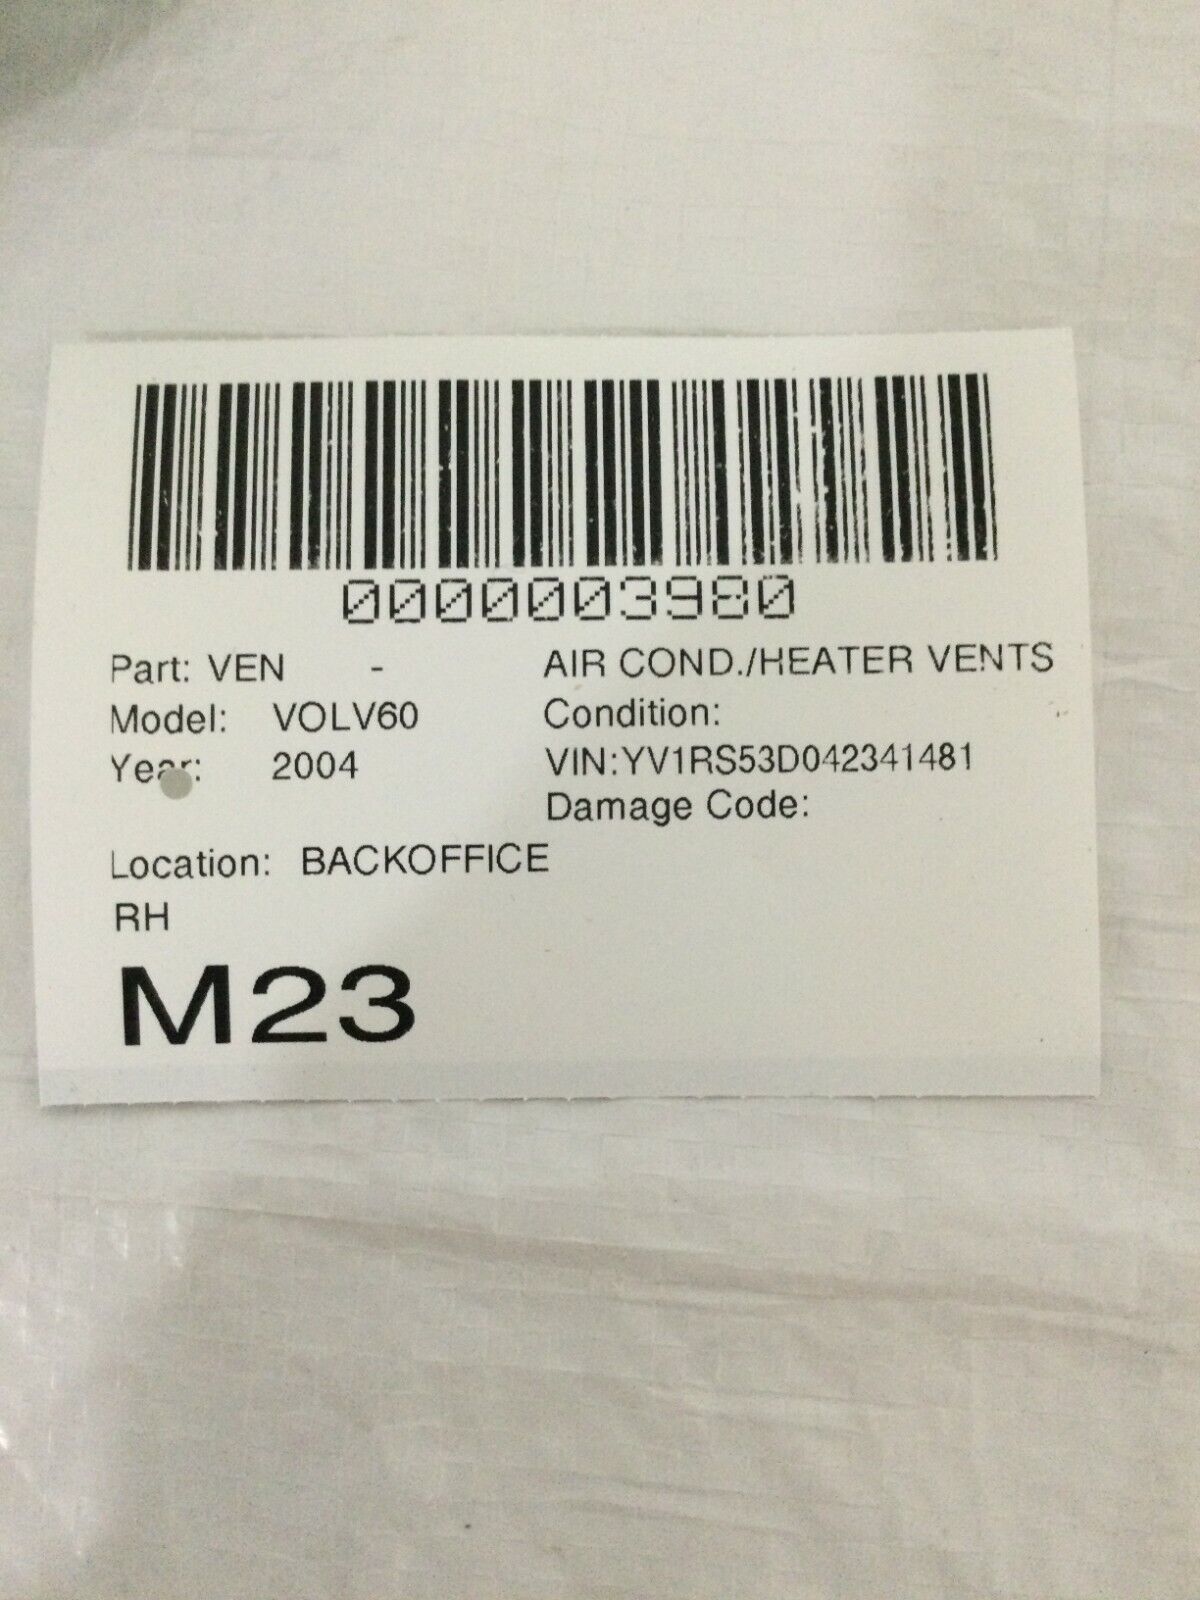 0000003980
Part: VEN - AIR COND./HEATER VENTS
Model: VOLV60 Condition:
Year: 2004 VIN:YV1RS53D042341481
Damage Code:
Location: BACKOFFICE
RH
M23